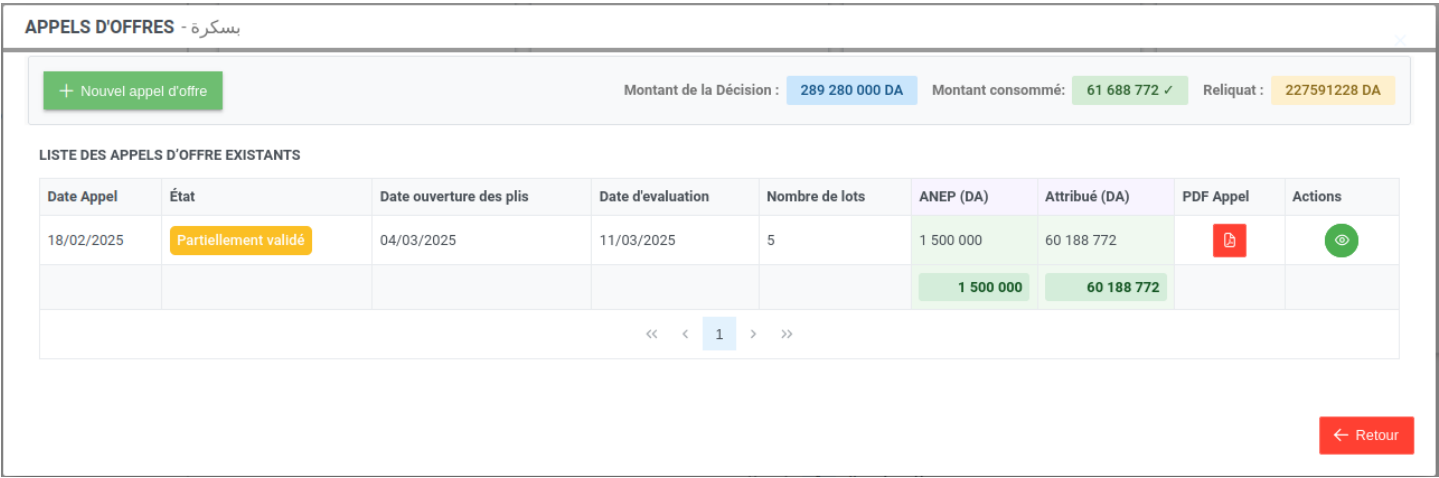 APPELS D'OFFRES - بسكرة
+ Nouvel appel d'offre Montant de la Décision : 289 280 000 DA Montant consommé: 61 688 772 ✓ Reliquat : 227591228 DA
LISTE DES APPELS D'OFFRE EXISTANTS
Date Appel État Date ouverture des plis Date d'evaluation Nombre de lots ANEP (DA) Attribué (DA) PDF Appel Actions
18/02/2025 Partiellement validé 04/03/2025 11/03/2025 5 1 500 000 60 188 772
1 500 000 60 188 772
« ‹ 1 › »
← Retour